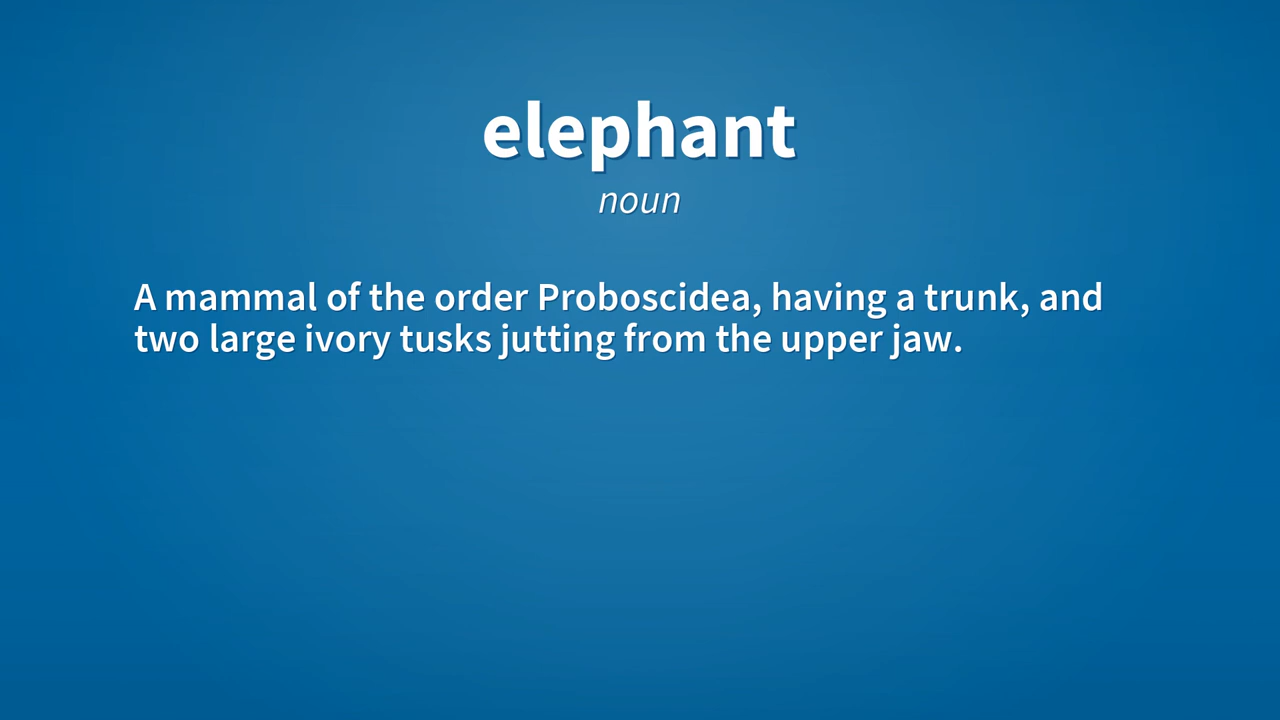 elephant
noun
A mammal of the order Proboscidea, having a trunk, and
two large ivory tusks jutting from the upper jaw.